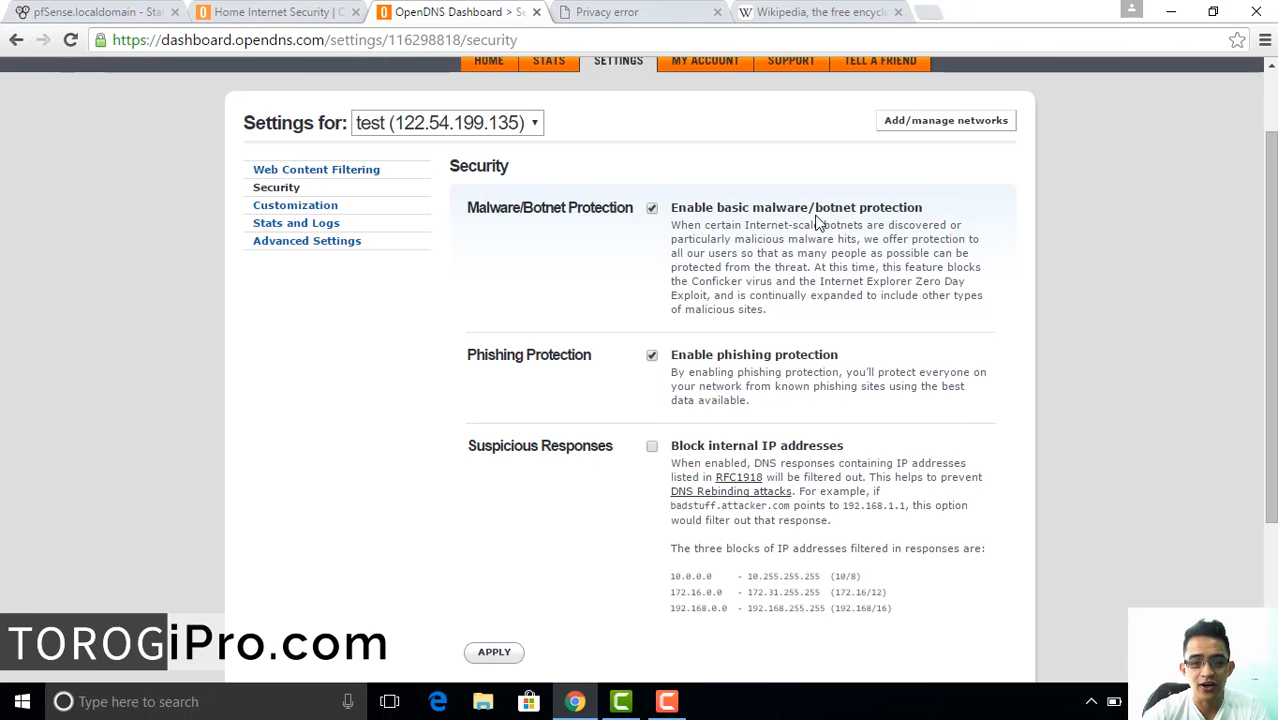 pfSense.localdomain - Sta
Home Internet Security | C
OpenDNS Dashboard > Se
Privacy error
Wikipedia, the free encycl
https://dashboard.opendns.com/settings/116298818/security
HOME
STATS
SETTINGS
MY ACCOUNT
SUPPORT
TELL A FRIEND
Settings for: test (122.54.199.135)
Add/manage networks
Web Content Filtering
Security
Customization
Stats and Logs
Advanced Settings
Security
Malware/Botnet Protection
Enable basic malware/botnet protection
When certain Internet-scale botnets are discovered or
particularly malicious malware hits, we offer protection to
all our users so that as many people as possible can be
protected from the threat. At this time, this feature blocks
the Conficker virus and the Internet Explorer Zero Day
Exploit, and is continually expanded to include other types
of malicious sites.
Phishing Protection
Enable phishing protection
By enabling phishing protection, you'll protect everyone on
your network from known phishing sites using the best
data available.
Suspicious Responses
Block internal IP addresses
When enabled, DNS responses containing IP addresses
listed in RFC1918 will be filtered out. This helps to prevent
DNS Rebinding attacks. For example, if
badstuff.attacker.com points to 192.168.1.1, this option
would filter out that response.
The three blocks of IP addresses filtered in responses are:
10.0.0.0 - 10.255.255.255 (10/8)
172.16.0.0 - 172.31.255.255 (172.16/12)
192.168.0.0 - 192.168.255.255 (192.168/16)
APPLY
TOROGiPro.com
Type here to search